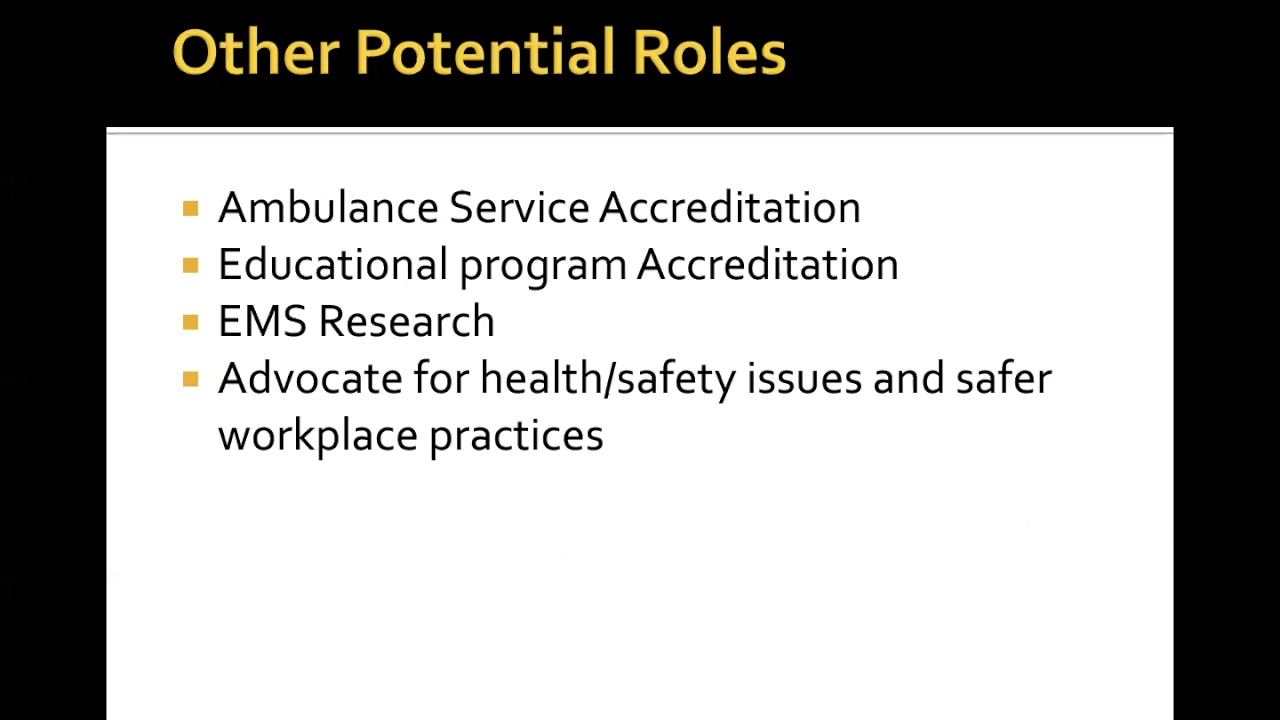 Other Potential Roles
Ambulance Service Accreditation
Educational program Accreditation
EMS Research
Advocate for health/safety issues and safer
workplace practices